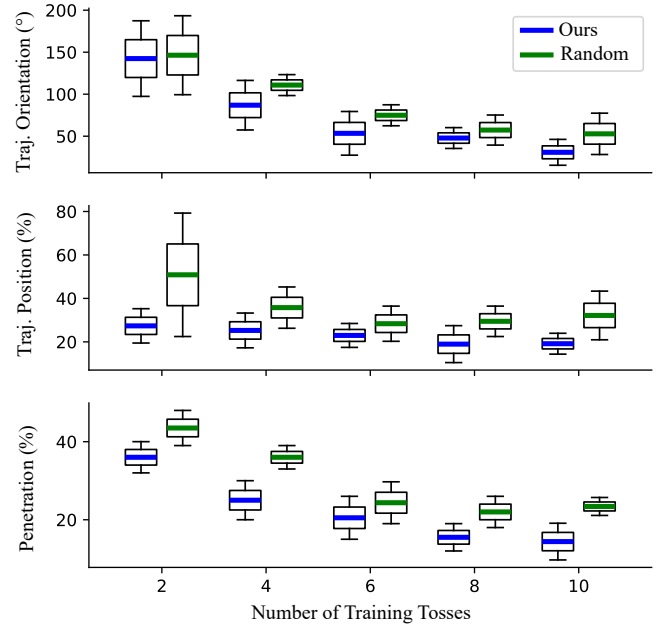 Traj. Orientation (°)
200
150
100
50
Ours
Random
Traj. Position (%)
80
60
40
20
Penetration (%)
40
20
2 4 6 8 10
Number of Training Tosses